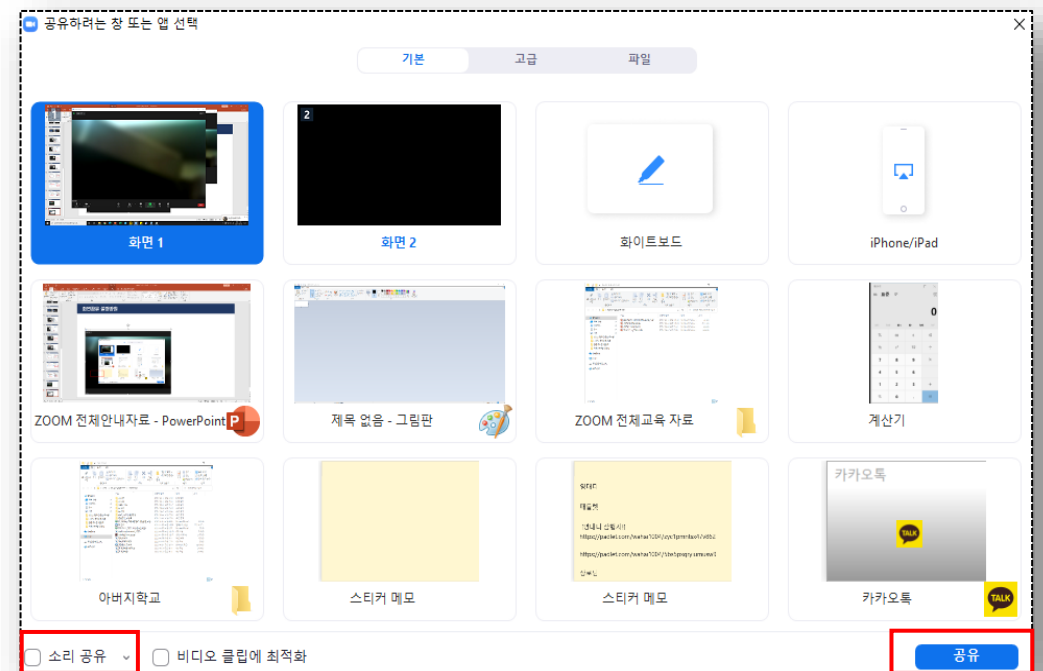 공유하려는 창 또는 앱 선택
기본
고급
파일
1
2
화면 1
화면 2
화이트보드
iPhone/iPad
0
ZOOM 전체안내자료 - PowerPoint
P
제목 없음 - 그림판
ZOOM 전체교육 자료
계산기
카카오톡
TALK
아버지학교
스티커 메모
스티커 메모
카카오톡
TALK
소리 공유
비디오 클립에 최적화
공유